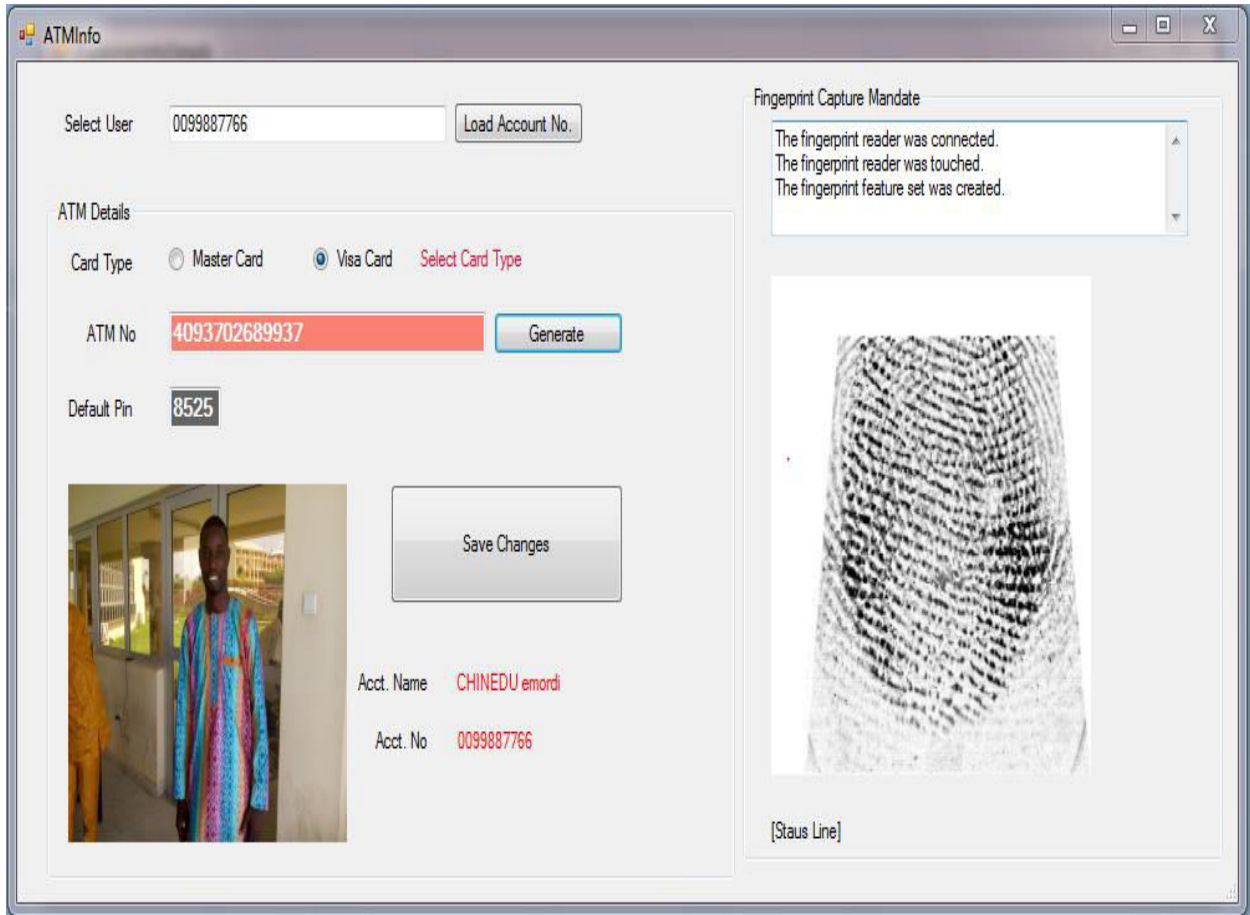 ATMInfo
Select User 0099887766 Load Account No.
ATM Details
Card Type Master Card Visa Card Select Card Type
ATM No 4093702689937 Generate
Default Pin 8525
Save Changes
Acct. Name CHINEDU emordi
Acct. No 0099887766
Fingerprint Capture Mandate
The fingerprint reader was connected.
The fingerprint reader was touched.
The fingerprint feature set was created.
[Staus Line]